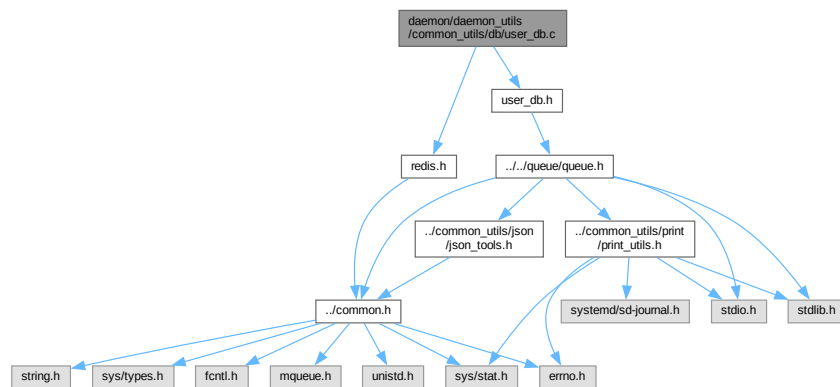 daemon/daemon_utils
/common_utils/db/user_db.c
user_db.h
redis.h
../../queue/queue.h
../common_utils/json
/json_tools.h
../common_utils/print
/print_utils.h
../common.h
systemd/sd-journal.h
stdio.h
stdlib.h
string.h
sys/types.h
fcntl.h
mqueue.h
unistd.h
sys/stat.h
errno.h